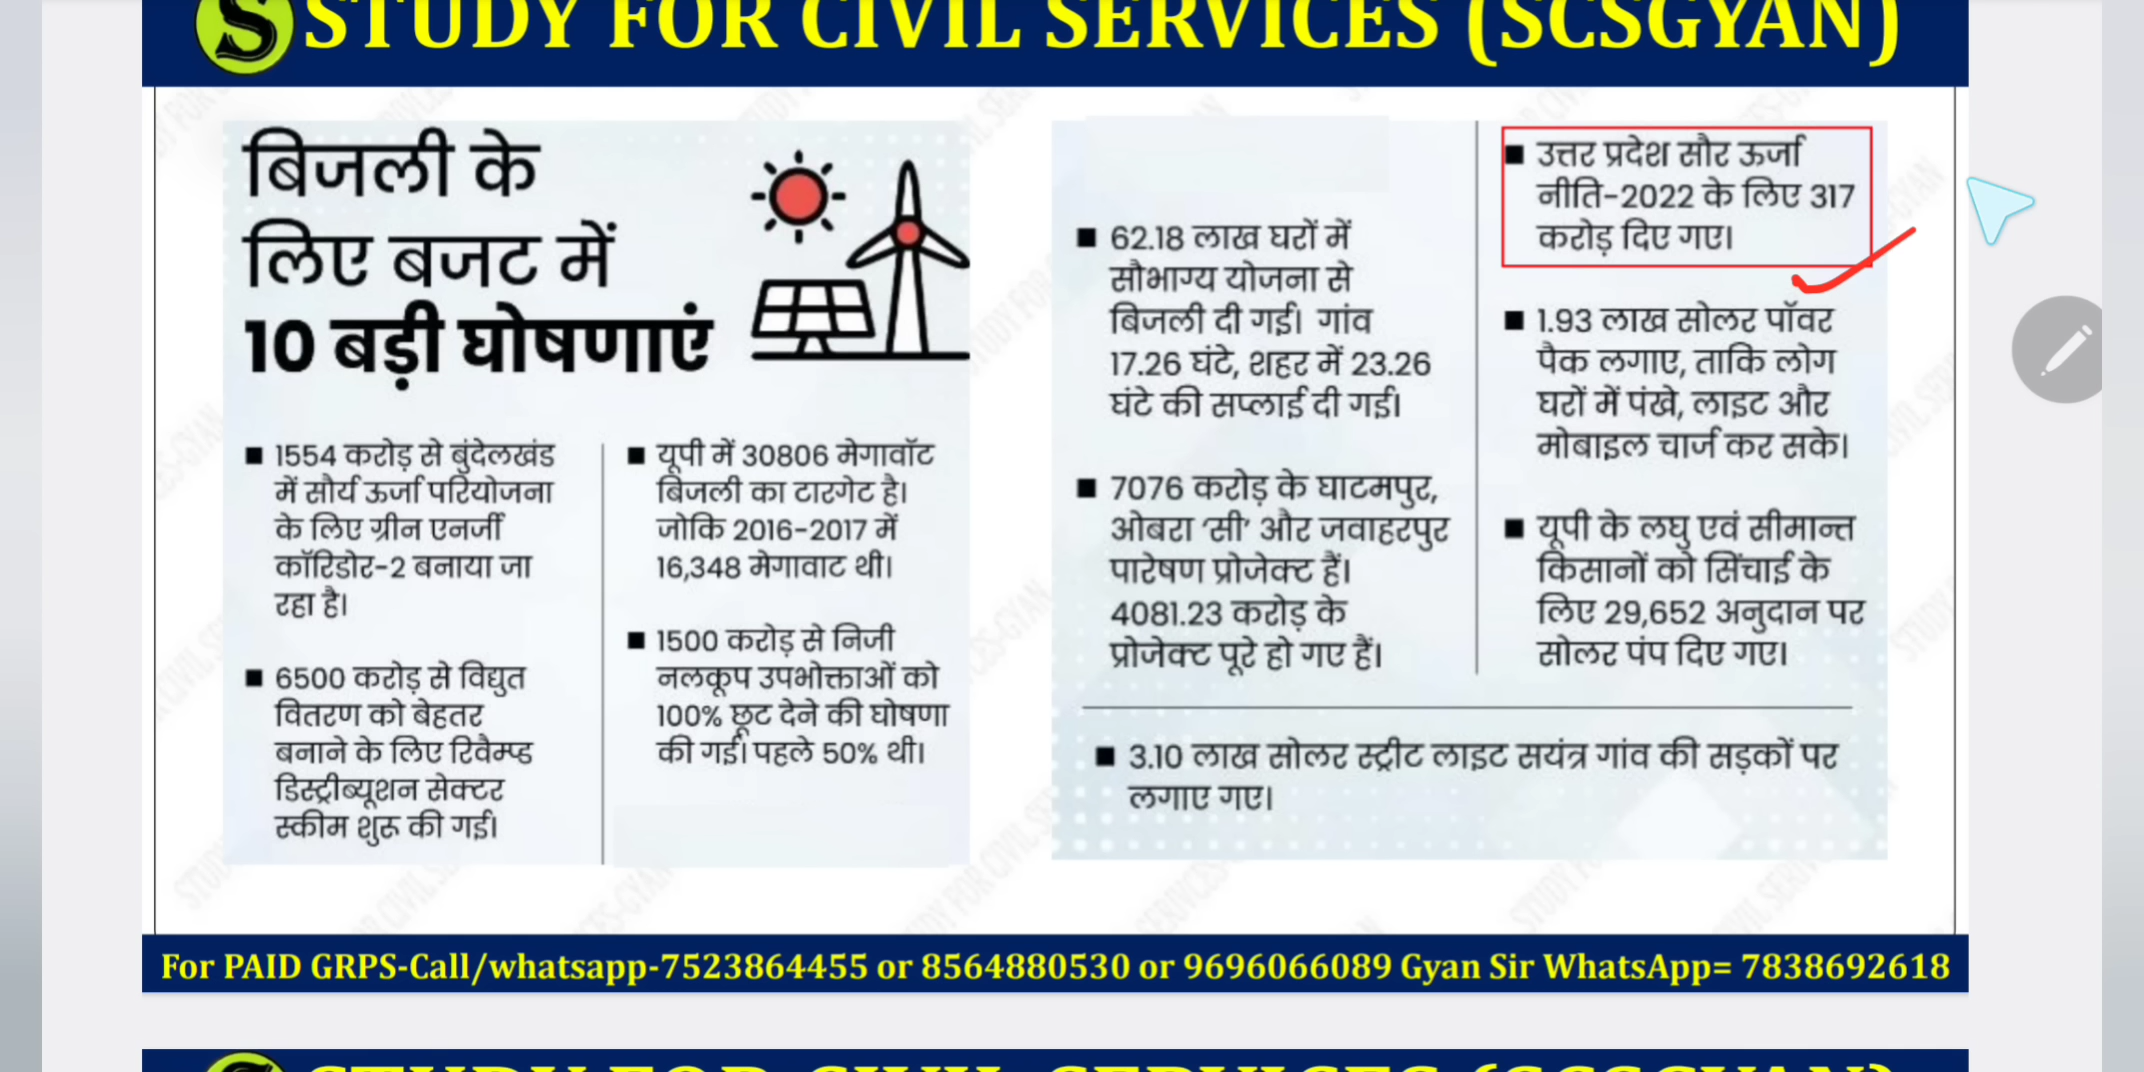 STUDY FOR CIVIL SERVICES (SCSGYAN)
बिजली के
लिए बजट में
10 बड़ी घोषणाएं
■ 1554 करोड़ से बुंदेलखंड
में सौर्य ऊर्जा परियोजना
के लिए ग्रीन एनर्जी
कॉरिडोर-2 बनाया जा
रहा है।
■ 6500 करोड़ से विद्युत
वितरण को बेहतर
बनाने के लिए रिवैम्प्ड
डिस्ट्रीब्यूशन सेक्टर
स्कीम शुरू की गई।
■ यूपी में 30806 मेगावॉट
बिजली का टारगेट है।
जोकि 2016-2017 में
16,348 मेगावाट थी।
■ 1500 करोड़ से निजी
नलकूप उपभोक्ताओं को
100% छूट देने की घोषणा
की गई। पहले 50% थी।
■ 62.18 लाख घरों में
सौभाग्य योजना से
बिजली दी गई। गांव
17.26 घंटे, शहर में 23.26
घंटे की सप्लाई दी गई।
■ 7076 करोड़ के घाटमपुर,
ओबरा ‘सी’ और जवाहरपुर
पारेषण प्रोजेक्ट हैं।
4081.23 करोड़ के
प्रोजेक्ट पूरे हो गए हैं।
■ उत्तर प्रदेश सौर ऊर्जा
नीति-2022 के लिए 317
करोड़ दिए गए।
■ 1.93 लाख सोलर पॉवर
पैक लगाए, ताकि लोग
घरों में पंखे, लाइट और
मोबाइल चार्ज कर सके।
■ यूपी के लघु एवं सीमान्त
किसानों को सिंचाई के
लिए 29,652 अनुदान पर
सोलर पंप दिए गए।
■ 3.10 लाख सोलर स्ट्रीट लाइट सयंत्र गांव की सड़कों पर
लगाए गए।
For PAID GRPS-Call/whatsapp-7523864455 or 8564880530 or 9696066089 Gyan Sir WhatsApp= 7838692618
STUDY FOR CIVIL SERVICES (SCSGYAN)